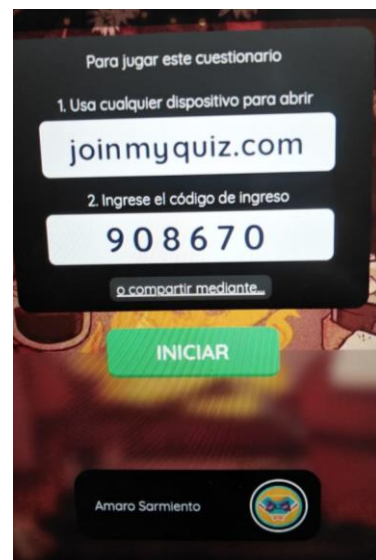 Para jugar este cuestionario
1. Usa cualquier dispositivo para abrir
joinmyquiz.com
2. Ingrese el código de ingreso
908670
o compartir mediante...
INICIAR
Amaro Sarmiento